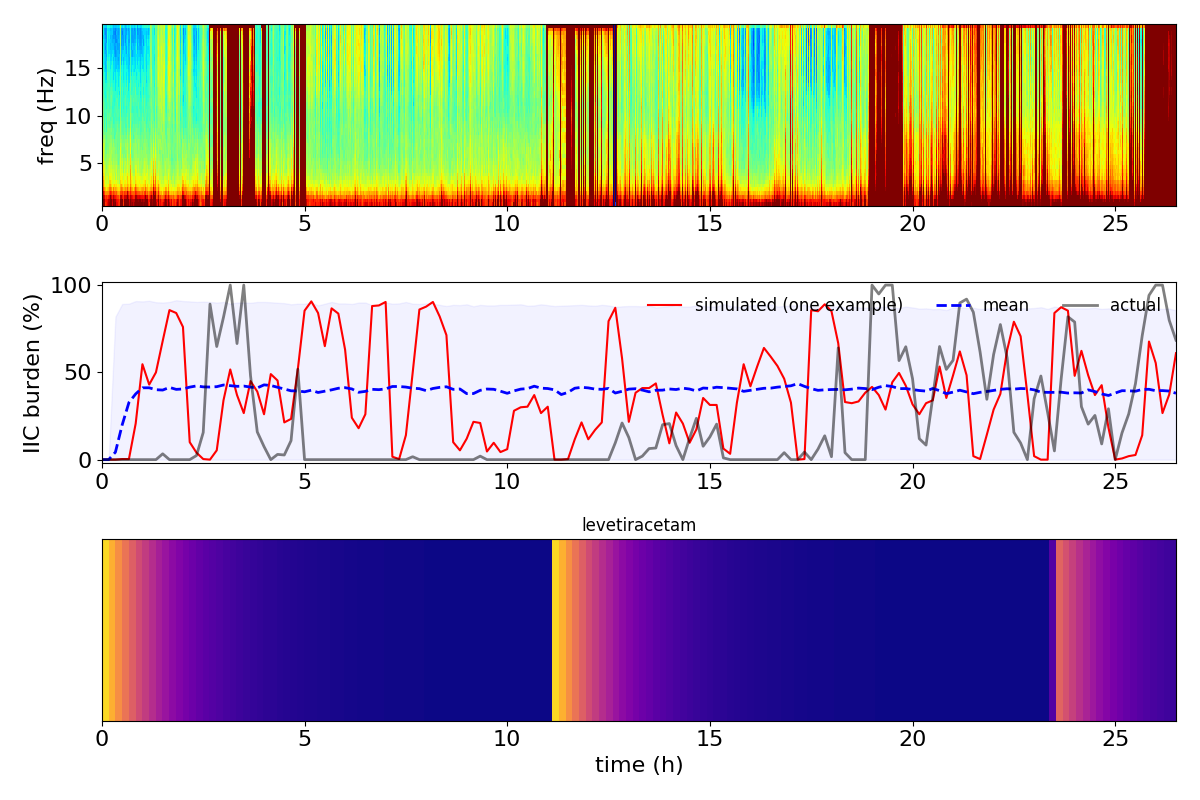 freq (Hz)
15
10
5
0 5 10 15 20 25
IIC burden (%)
100
50
0
simulated (one example) mean actual
0 5 10 15 20 25
levetiracetam
0 5 10 15 20 25
time (h)